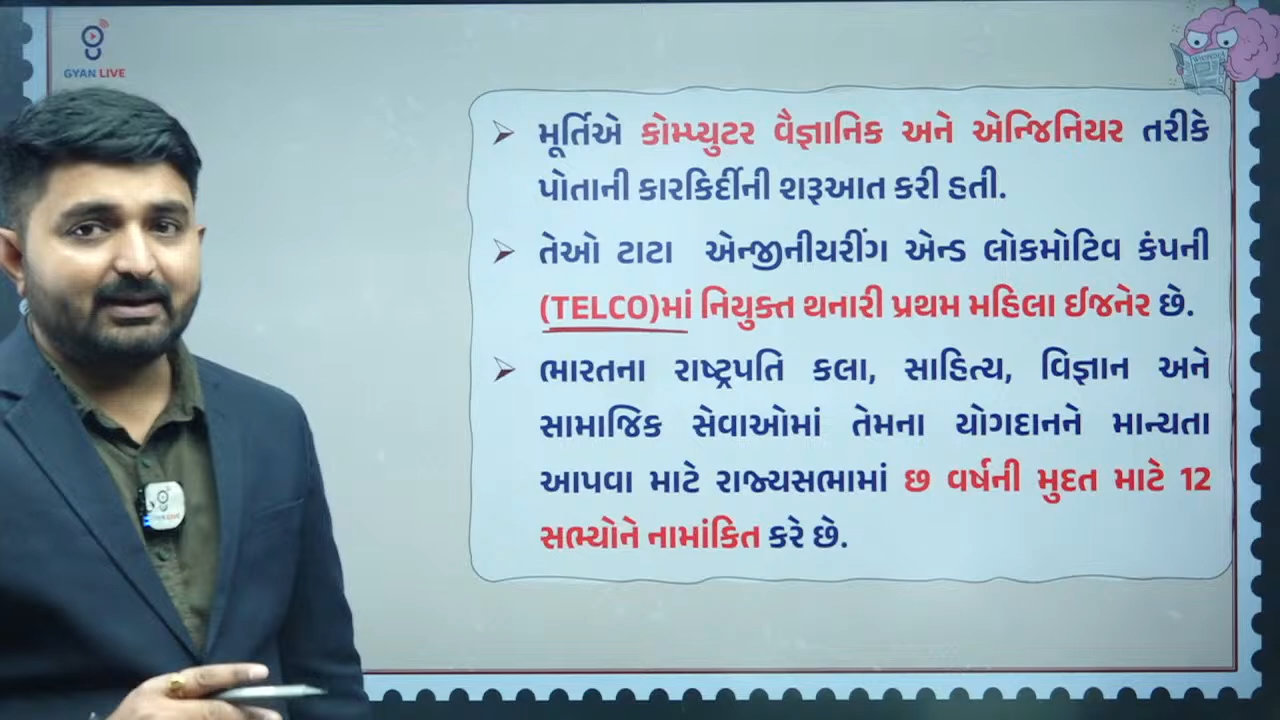 GYAN LIVE
મૂર્તિએ કોમ્પ્યુટર વૈજ્ઞાનિક અને એન્જિનિયર તરીકે
પોતાની કારકિર્દીની શરૂઆત કરી હતી.
તેઓ ટાટા એન્જીનીયરીંગ એન્ડ લોકમોટિવ કંપની
(TELCO)માં નિયુક્ત થનારી પ્રથમ મહિલા ઈજનેર છે.
ભારતના રાષ્ટ્રપતિ કલા, સાહિત્ય, વિજ્ઞાન અને
સામાજિક સેવાઓમાં તેમના યોગદાનને માન્યતા
આપવા માટે રાજ્યસભામાં છ વર્ષની મુદત માટે 12
સભ્યોને નામાંકિત કરે છે.